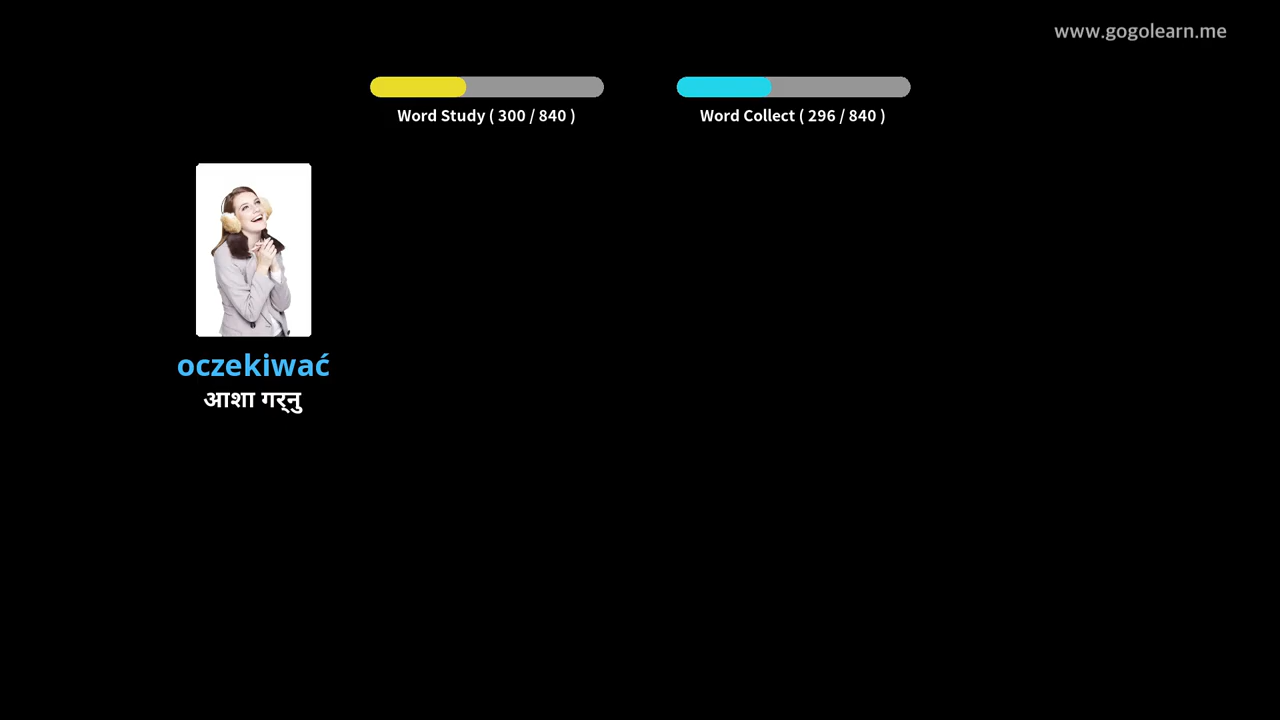 www.gogolearn.me
Word Study ( 300 / 840 )
Word Collect ( 296 / 840 )
oczekiwać
आशा गर्‍नु